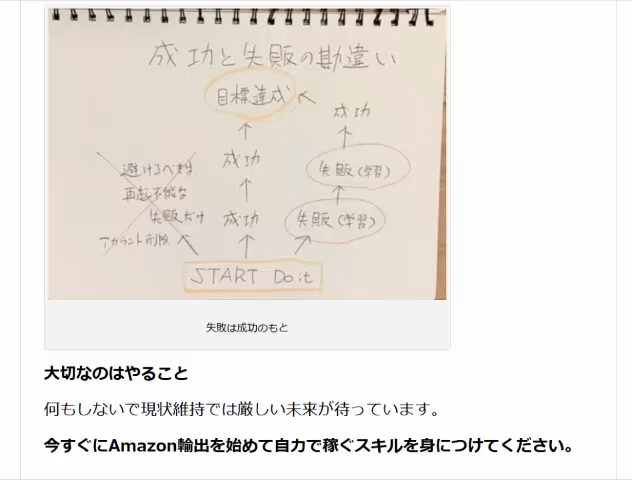 成功と失敗の勘違い
目標達成
成功
成功
失敗(学習)
避けるべきは
再起不能な
失敗だけ
アカウント削除
成功
失敗(学習)
START Do it
失敗は成功のもと
大切なのはやること
何もしないで現状維持では厳しい未来が待っています。
今すぐにAmazon輸出を始めて自力で稼ぐスキルを身につけてください。